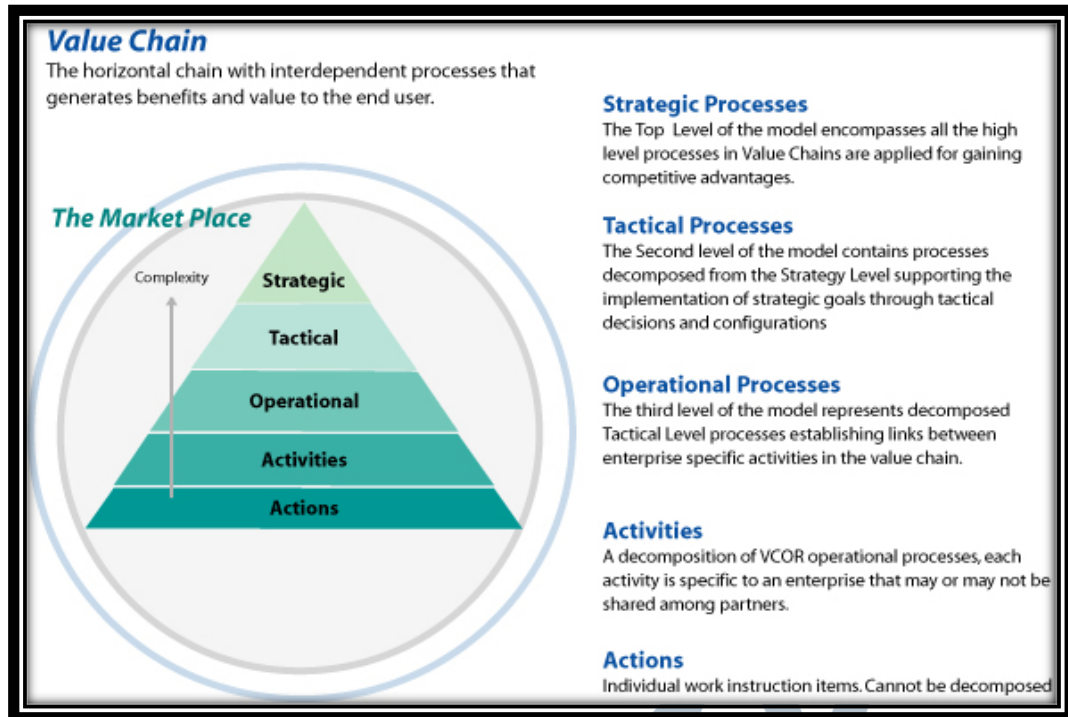 Value Chain
The horizontal chain with interdependent processes that
generates benefits and value to the end user.
The Market Place
Complexity
Strategic
Tactical
Operational
Activities
Actions
Strategic Processes
The Top Level of the model encompasses all the high
level processes in Value Chains are applied for gaining
competitive advantages.
Tactical Processes
The Second level of the model contains processes
decomposed from the Strategy Level supporting the
implementation of strategic goals through tactical
decisions and configurations
Operational Processes
The third level of the model represents decomposed
Tactical Level processes establishing links between
enterprise specific activities in the value chain.
Activities
A decomposition of VCOR operational processes, each
activity is specific to an enterprise that may or may not be
shared among partners.
Actions
Individual work instruction items. Cannot be decomposed